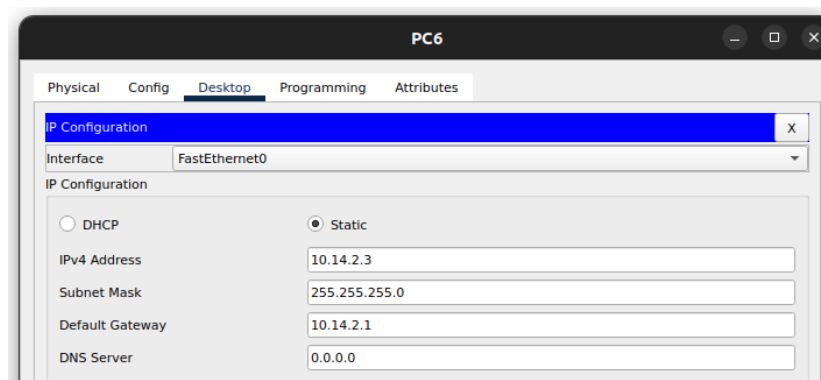 PC6
Physical Config Desktop Programming Attributes
IP Configuration X
Interface FastEthernet0
IP Configuration
DHCP Static
IPv4 Address 10.14.2.3
Subnet Mask 255.255.255.0
Default Gateway 10.14.2.1
DNS Server 0.0.0.0